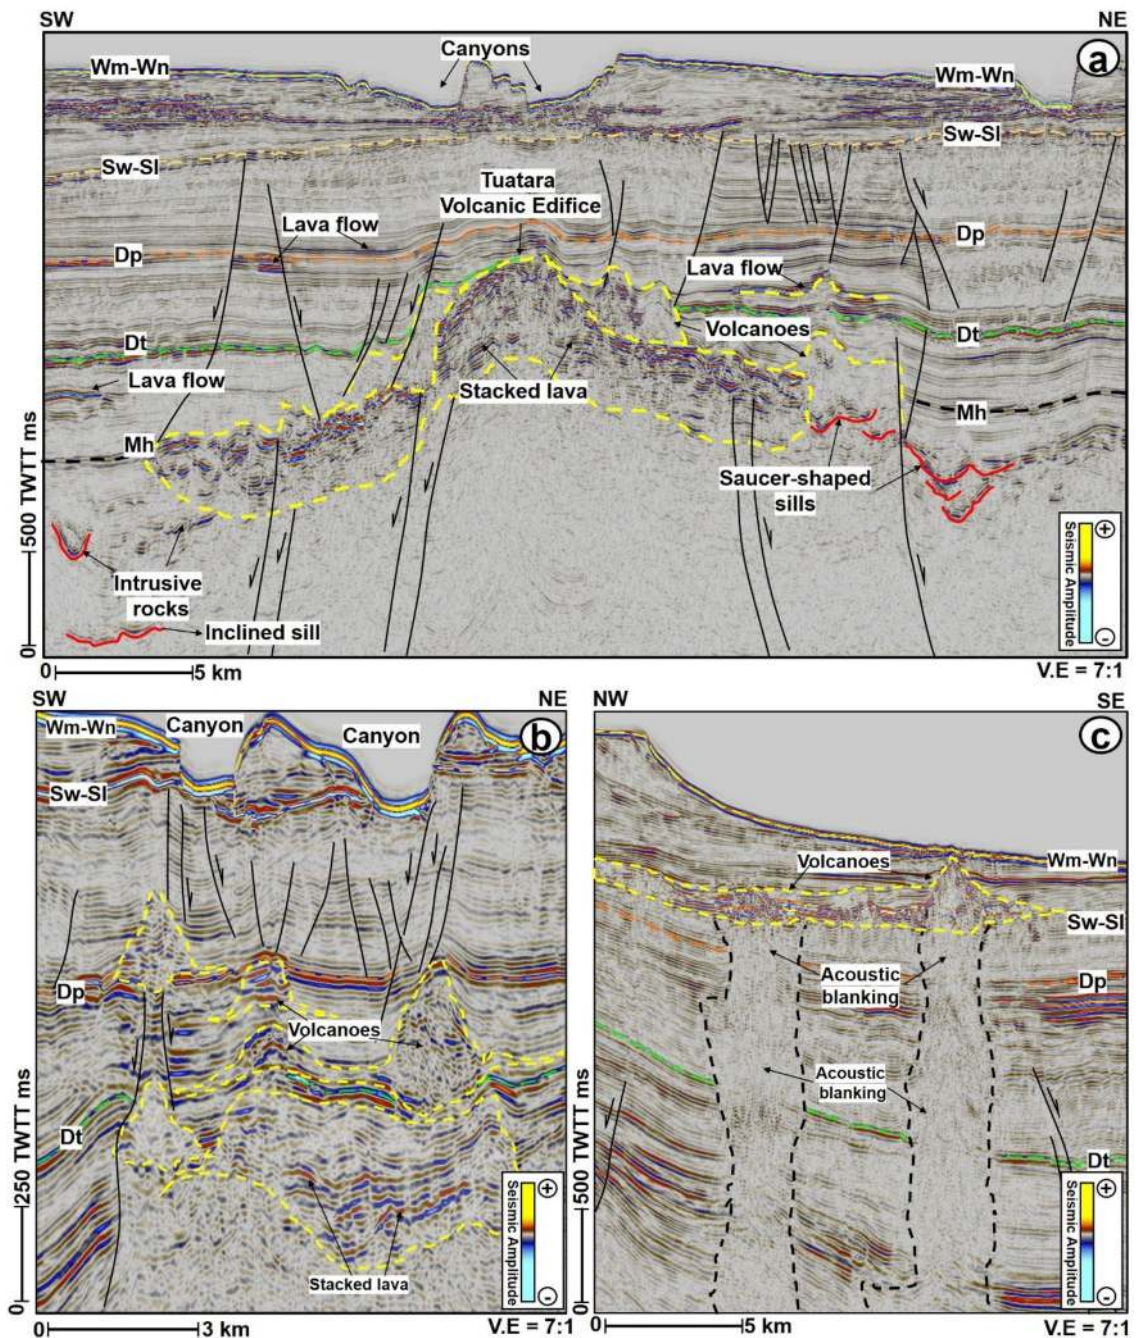 SW
NE
Canyons
a
Wm-Wn
Wm-Wn
Sw-Sl
Sw-Sl
Tuatara
Volcanic Edifice
Lava flow
Dp
Dp
Lava flow
Volcanoes
Dt
Dt
Lava flow
Stacked lava
Mh
Mh
Saucer-shaped
sills
Intrusive
rocks
Inclined sill
500 TWTT ms
0
Seismic Amplitude
+
-
0
5 km
V.E = 7:1
SW
NE
Wm-Wn
Canyon
Canyon
b
Sw-Sl
Dp
Volcanoes
Dt
Stacked lava
250 TWTT ms
0
Seismic Amplitude
+
-
0
3 km
V.E = 7:1
NW
SE
c
Volcanoes
Wm-Wn
Sw-Sl
Acoustic
blanking
Dp
Acoustic
blanking
Dt
500 TWTT ms
0
Seismic Amplitude
+
-
0
5 km
V.E = 7:1